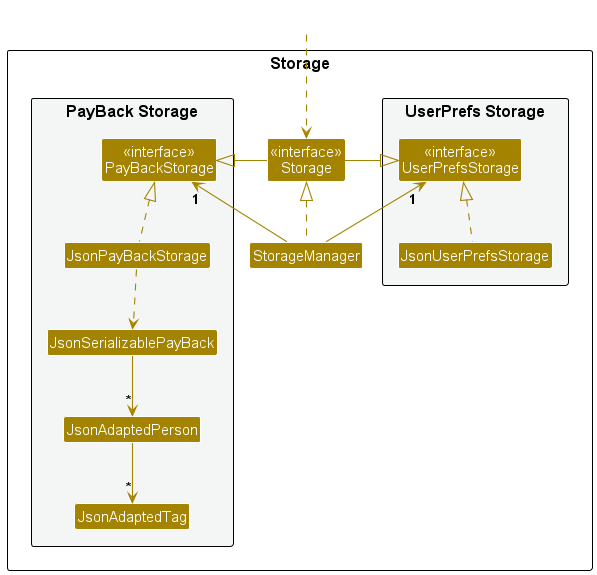 Storage
PayBack Storage
UserPrefs Storage
«interface»
PayBackStorage
«interface»
Storage
«interface»
UserPrefsStorage
1
1
JsonPayBackStorage
StorageManager
JsonUserPrefsStorage
JsonSerializablePayBack
*
JsonAdaptedPerson
*
JsonAdaptedTag